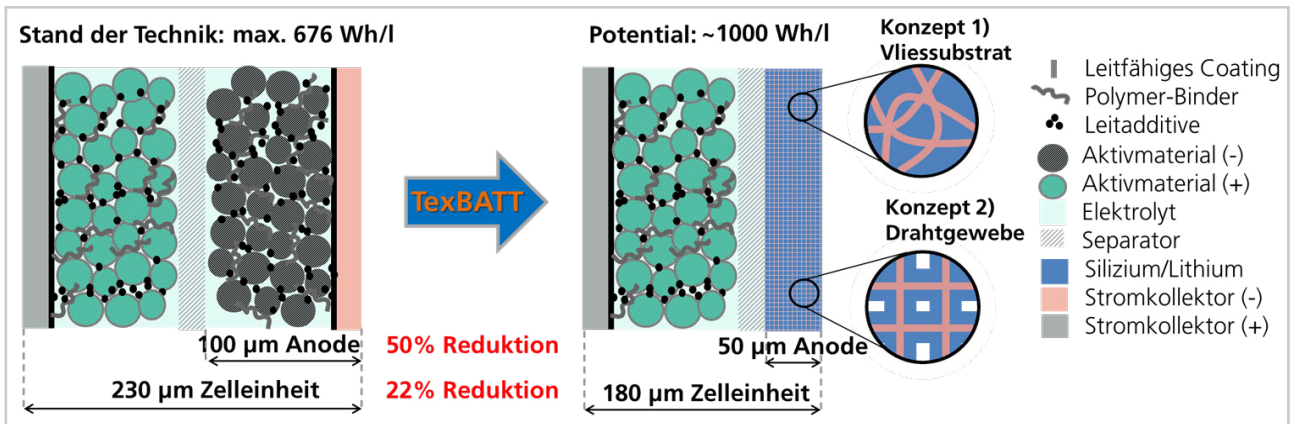 Stand der Technik: max. 676 Wh/l
100 µm Anode
230 µm Zelleinheit
TexBATT
50% Reduktion
22% Reduktion
Potential: ~1000 Wh/l
50 µm Anode
180 µm Zelleinheit
Konzept 1)
Vliessubstrat
Konzept 2)
Drahtgewebe
Leitfähiges Coating
Polymer-Binder
Leitadditive
Aktivmaterial (-)
Aktivmaterial (+)
Elektrolyt
Separator
Silizium/Lithium
Stromkollektor (-)
Stromkollektor (+)